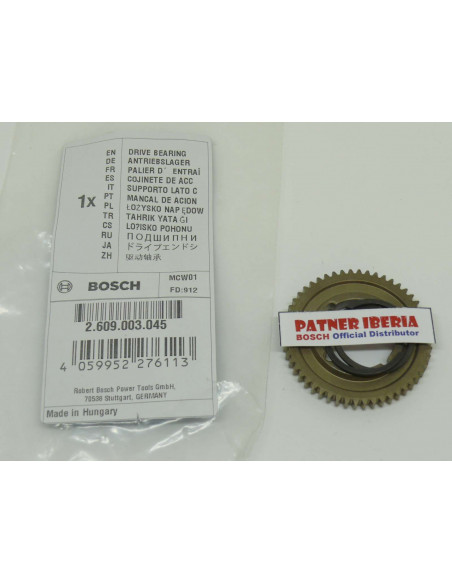 EN DRIVE BEARING
DE ANTRIEBSLAGER
FR PALIER D´ ENTRAÎ
ES COJINETE DE ACC
IT SUPPORTO LATO C
PT MANCAL DE ACION
PL ŁOŻYSKO NAPĘDOW
TR TAHRIK YATAĞI
CS LO?ISKO POHONU
RU ПОДШИПНИ
JA ドライブエンドシ
ZH 驱动轴承
1x
BOSCH
MCW01
FD:912
2.609.003.045
4 059952 276113
Robert Bosch Power Tools GmbH,
70538 Stuttgart, GERMANY
Made in Hungary
PATNER IBERIA
BOSCH Official Distributor